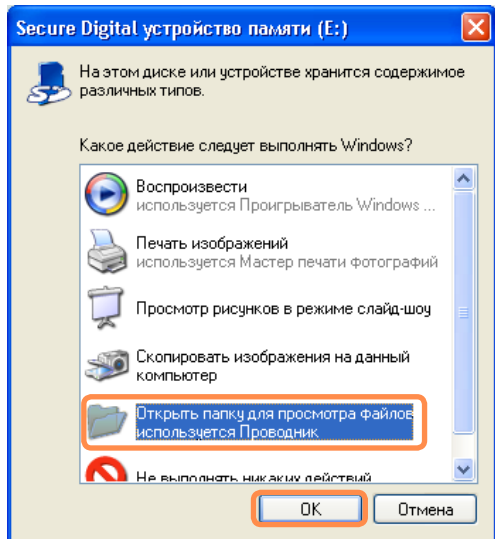 Secure Digital устройство памяти (E:)
На этом диске или устройстве хранится содержимое
различных типов.
Какое действие следует выполнять Windows?
Воспроизвести
используется Проигрыватель Windows ...
Печать изображений
используется Мастер печати фотографий
Просмотр рисунков в режиме слайд-шоу
Скопировать изображения на данный
компьютер
Открыть папку для просмотра файлов
используется Проводник
Не выполнять никаких действий
OK
Отмена